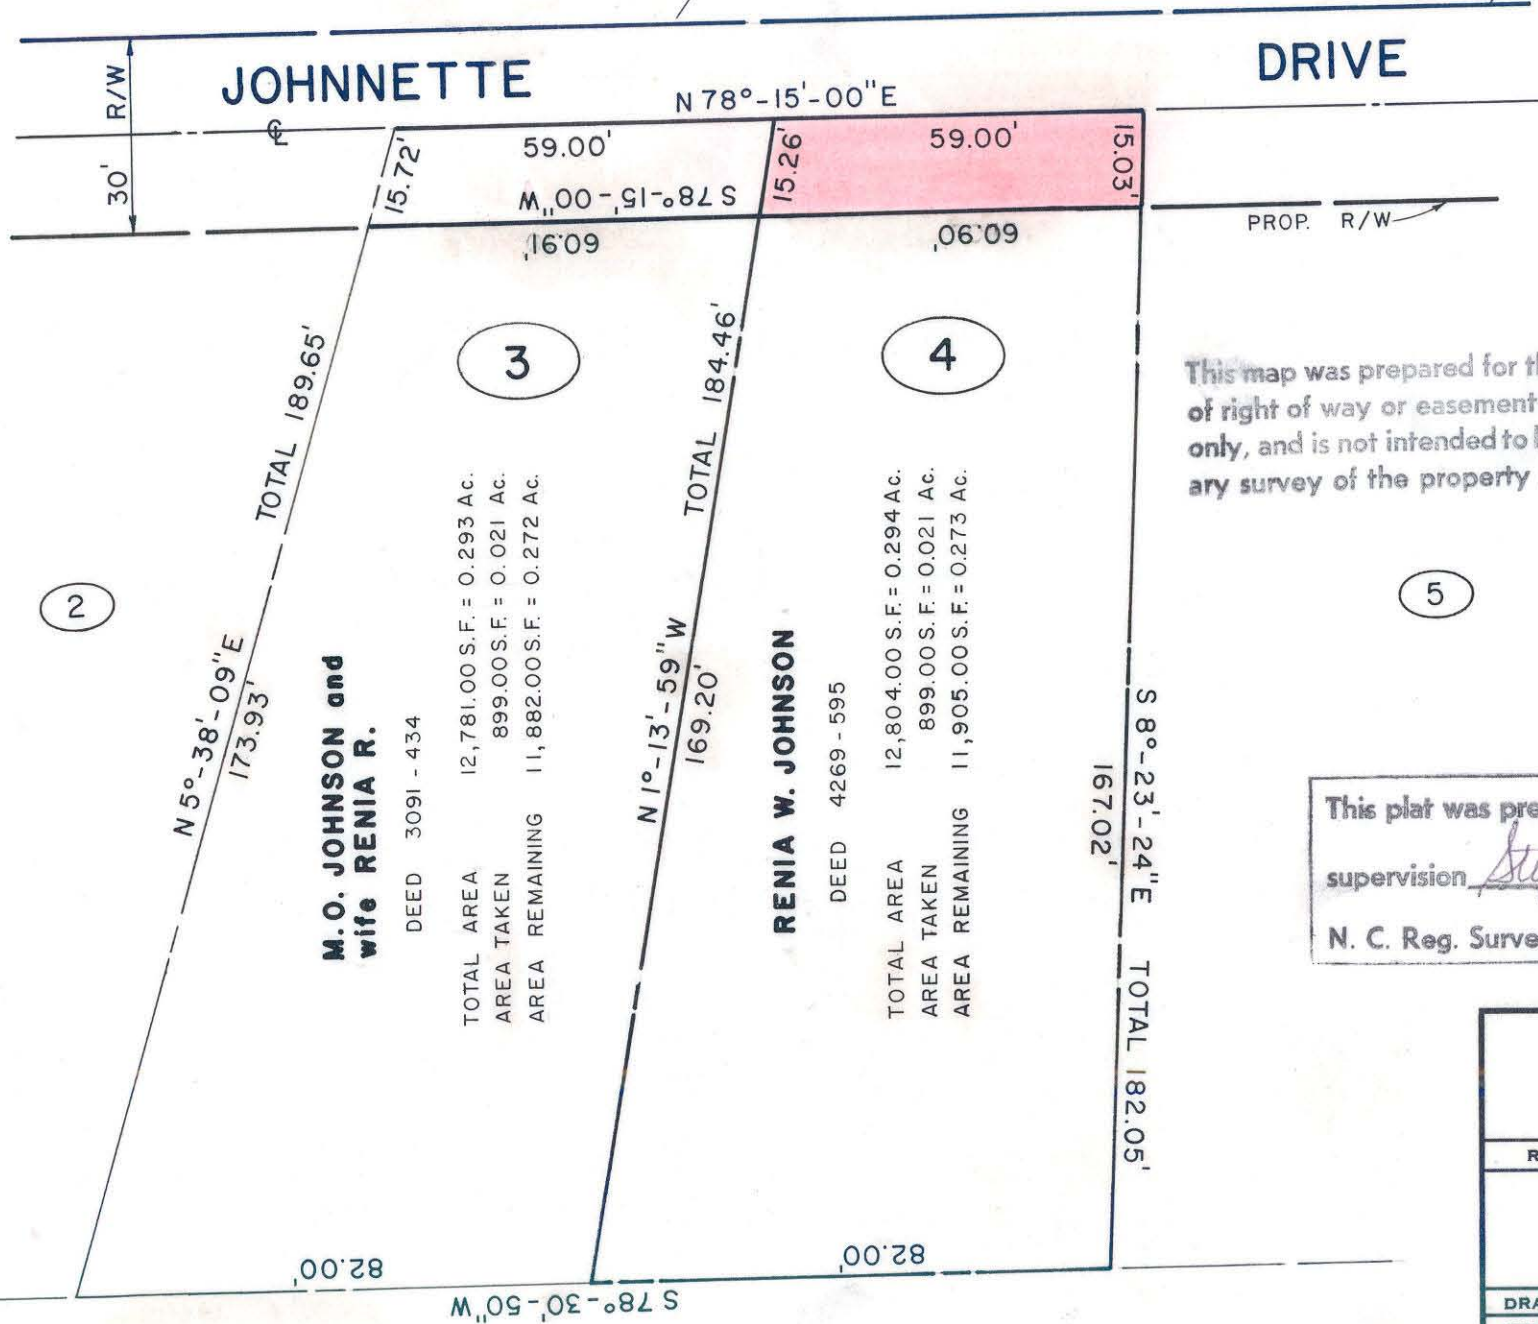 JOHNNETTE DRIVE
R/W
30'
℄
N 78°-15'-00"E
15.72'
59.00'
15.26'
59.00'
15.03'
S 78°-15'-00"W
60.91'
60.90'
PROP. R/W
3
4
TOTAL 189.65'
TOTAL 184.46'
This map was prepared for
of right of way or easement
only, and is not intended to
ary survey of the property
2
5
N 5°-38'-09"E
173.93'
M.O. JOHNSON and
wife RENIA R.
DEED 3091-434
TOTAL AREA 12,781.00 S.F. = 0.293 Ac.
AREA TAKEN 899.00 S.F. = 0.021 Ac.
AREA REMAINING 11,882.00 S.F. = 0.272 Ac.
N 1°-13'-59"W
169.20'
RENIA W. JOHNSON
DEED 4269-595
TOTAL AREA 12,804.00 S.F. = 0.294 Ac.
AREA TAKEN 899.00 S.F. = 0.021 Ac.
AREA REMAINING 11,905.00 S.F. = 0.273 Ac.
S 8°-23'-24"E TOTAL 182.05'
167.02'
This plat was
supervision
N. C. Reg.
82.00'
82.00'
S 78°-30'-50"W